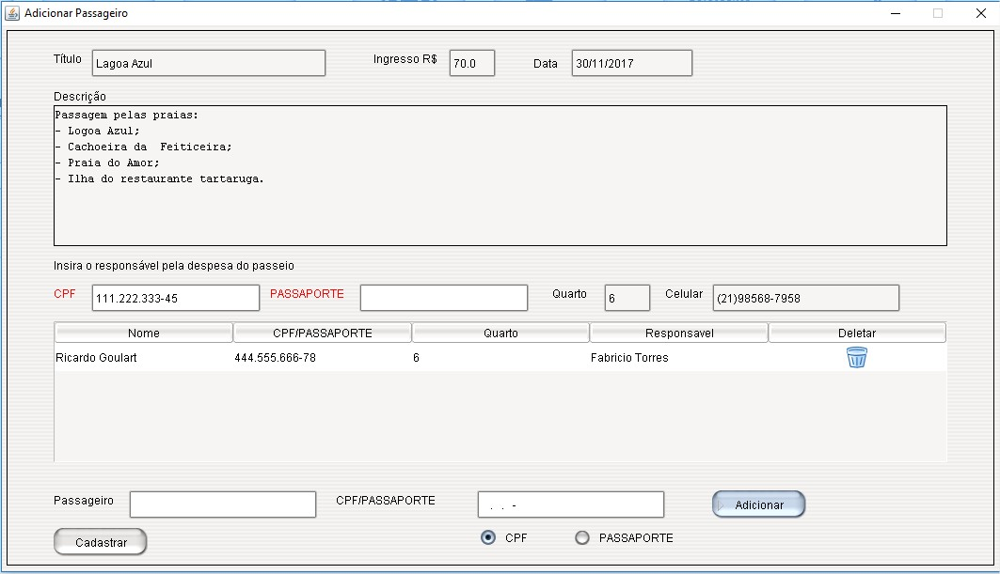 Adicionar Passageiro
Título Lagoa Azul Ingresso R$ 70.0 Data 30/11/2017
Descrição
Passagem pelas praias:
- Logoa Azul;
- Cachoeira da  Feiticeira;
- Praia do Amor;
- Ilha do restaurante tartaruga.
Insira o responsável pela despesa do passeio
CPF 111.222.333-45 PASSAPORTE Quarto 6 Celular (21)98568-7958
Nome CPF/PASSAPORTE Quarto Responsavel Deletar
Ricardo Goulart 444.555.666-78 6 Fabricio Torres
Passageiro CPF/PASSAPORTE . . - Adicionar
Cadastrar CPF PASSAPORTE